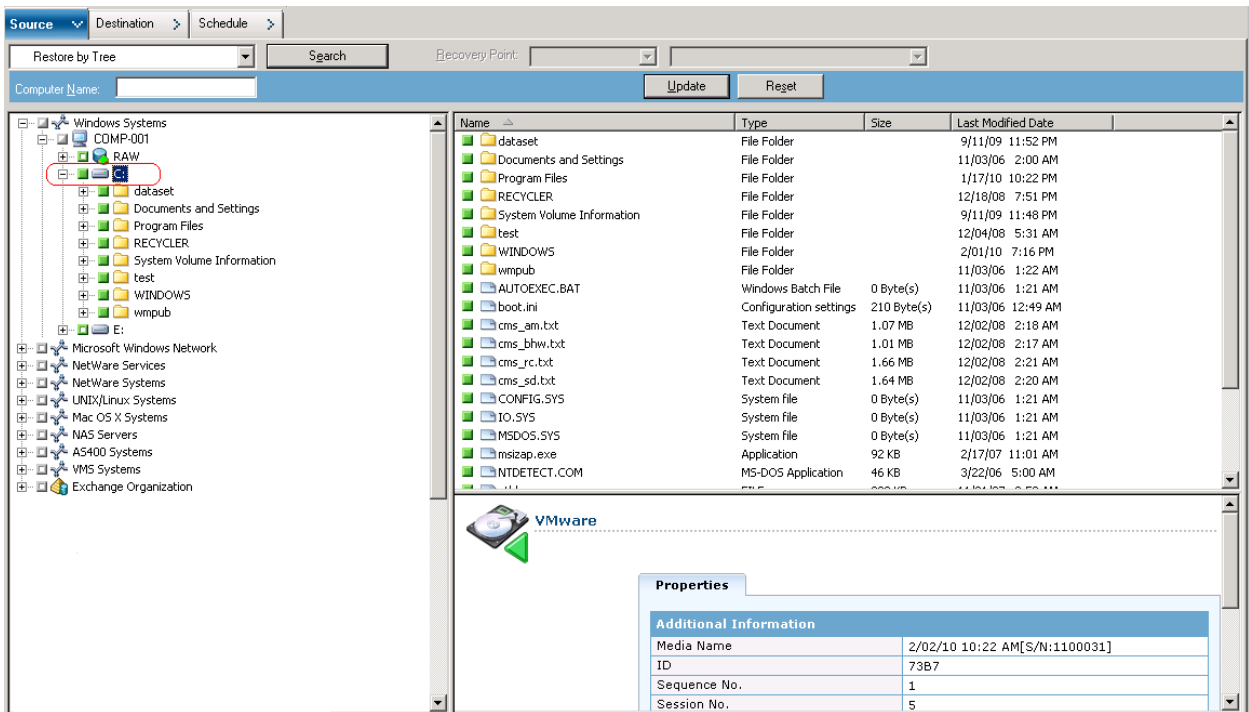 Source Destination Schedule
Restore by Tree Search Recovery Point:
Computer Name: Update Reset
Windows Systems
COMP-001
RAW
C:
dataset
Documents and Settings
Program Files
RECYCLER
System Volume Information
test
WINDOWS
wmpub
E:
Microsoft Windows Network
NetWare Services
NetWare Systems
UNIX/Linux Systems
Mac OS X Systems
NAS Servers
AS400 Systems
VMS Systems
Exchange Organization
Name Type Size Last Modified Date
dataset File Folder 9/11/09 11:52 PM
Documents and Settings File Folder 11/03/06 2:00 AM
Program Files File Folder 1/17/10 10:22 PM
RECYCLER File Folder 12/18/08 7:51 PM
System Volume Information File Folder 9/11/09 11:48 PM
test File Folder 12/04/08 5:31 AM
WINDOWS File Folder 2/01/10 7:16 PM
wmpub File Folder 11/03/06 1:22 AM
AUTOEXEC.BAT Windows Batch File 0 Byte(s) 11/03/06 1:21 AM
boot.ini Configuration settings 210 Byte(s) 11/03/06 12:49 AM
cms_am.txt Text Document 1.07 MB 12/02/08 2:18 AM
cms_bhw.txt Text Document 1.01 MB 12/02/08 2:17 AM
cms_rc.txt Text Document 1.66 MB 12/02/08 2:21 AM
cms_sd.txt Text Document 1.64 MB 12/02/08 2:20 AM
CONFIG.SYS System file 0 Byte(s) 11/03/06 1:21 AM
IO.SYS System file 0 Byte(s) 11/03/06 1:21 AM
MSDOS.SYS System file 0 Byte(s) 11/03/06 1:21 AM
msizap.exe Application 92 KB 2/17/07 11:01 AM
NTDETECT.COM MS-DOS Application 46 KB 3/22/06 5:00 AM
VMware
Properties
Additional Information
Media Name 2/02/10 10:22 AM[S/N:1100031]
ID 73B7
Sequence No. 1
Session No. 5